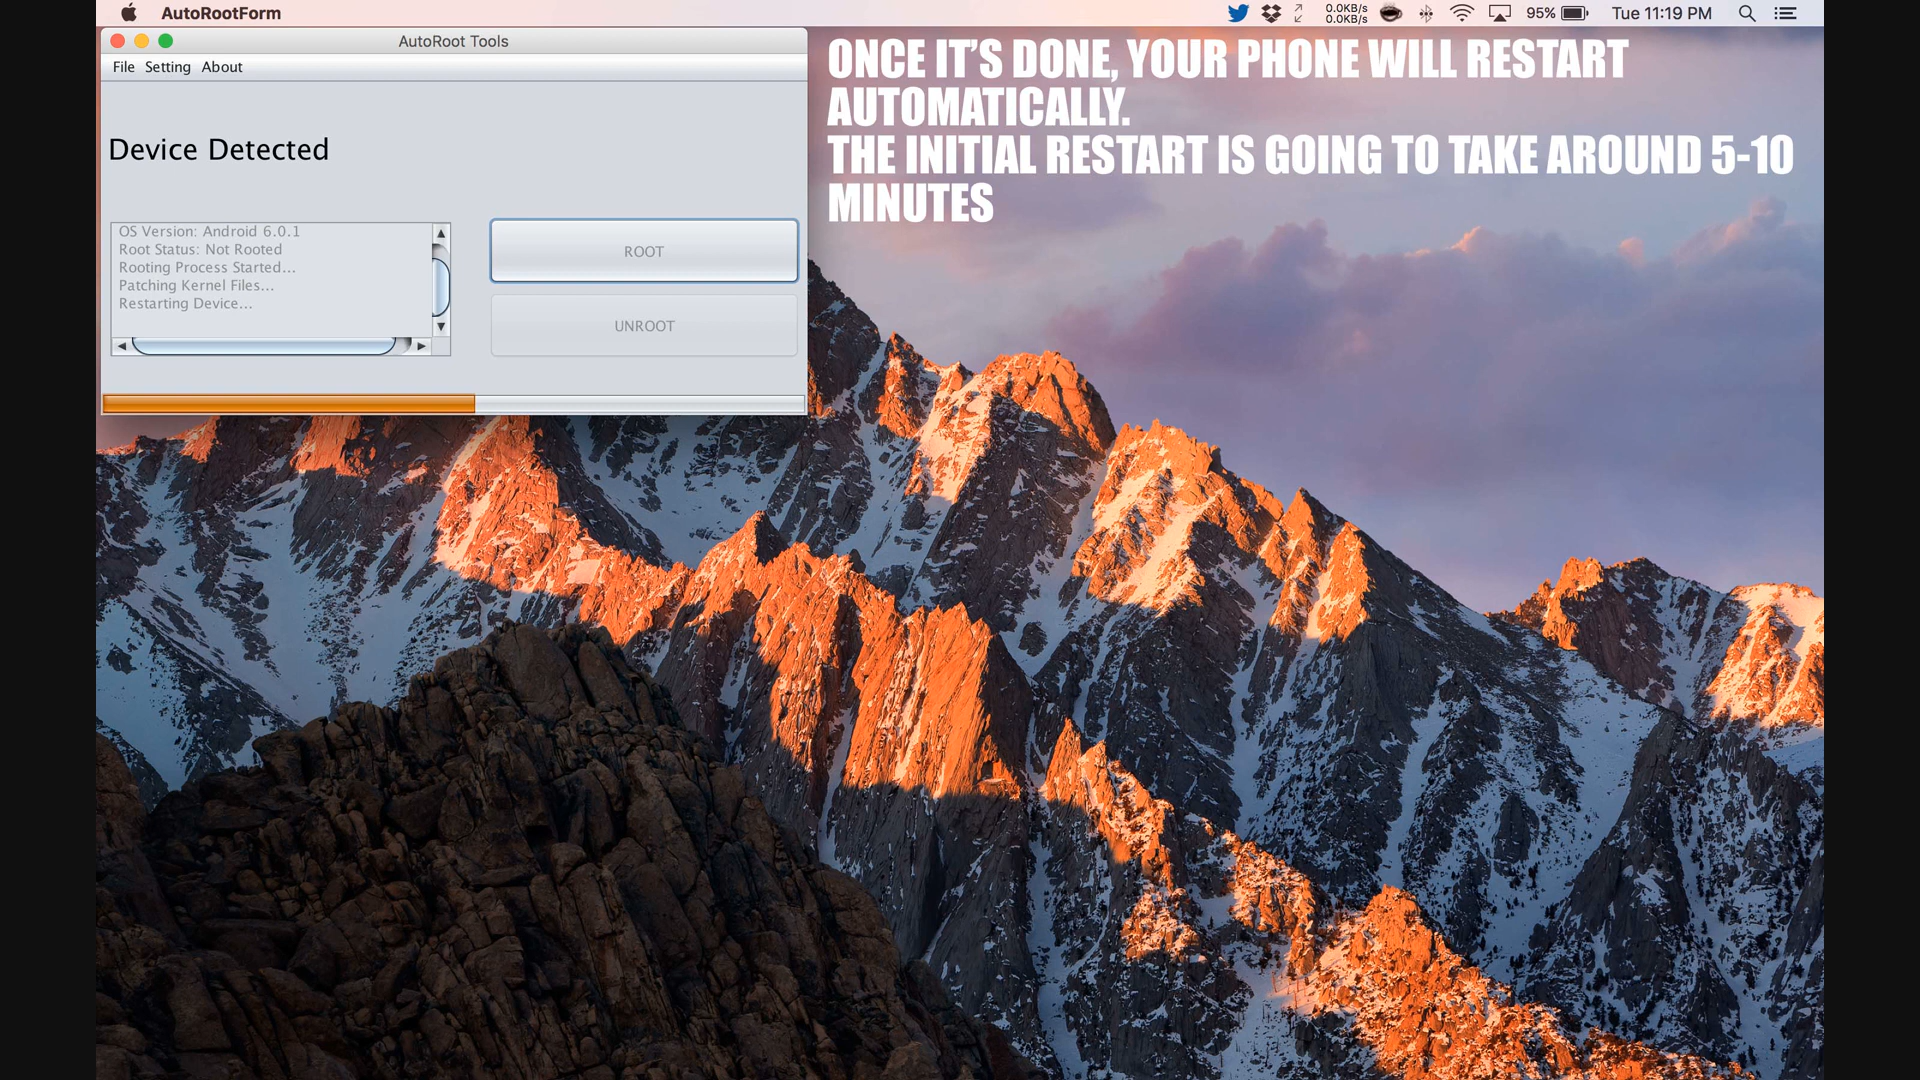 AutoRootForm
0.0KB/s
0.0KB/s
95%
Tue 11:19 PM
AutoRoot Tools
File Setting About
Device Detected
OS Version: Android 6.0.1
Root Status: Not Rooted
Rooting Process Started...
Patching Kernel Files...
Restarting Device...
ROOT
UNROOT
ONCE IT'S DONE, YOUR PHONE WILL RESTART
AUTOMATICALLY.
THE INITIAL RESTART IS GOING TO TAKE AROUND 5-10
MINUTES